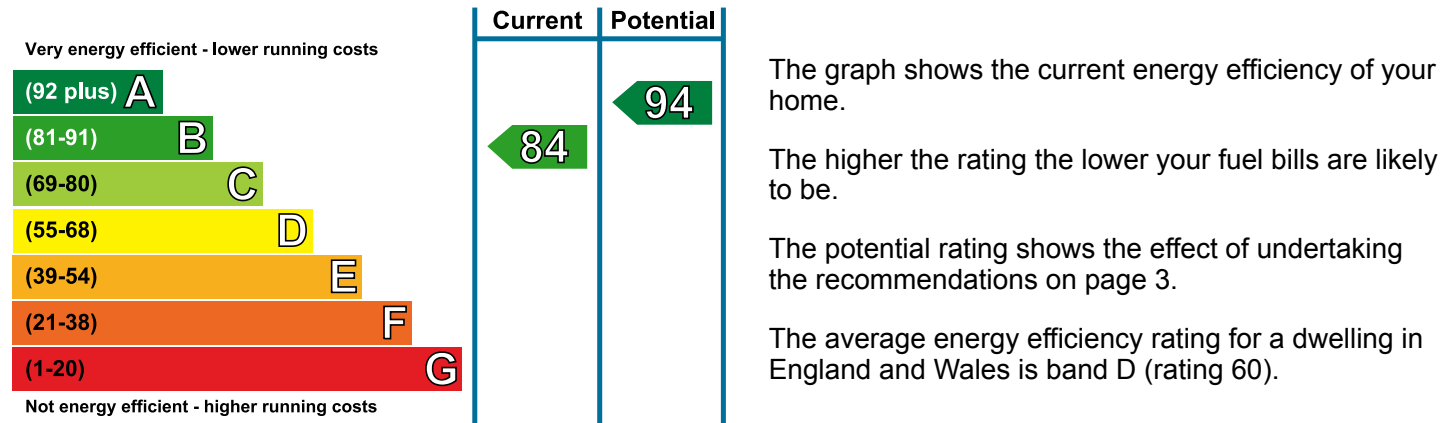 Current Potential
Very energy efficient - lower running costs
(92 plus) A
94
(81-91) B
84
(69-80) C
(55-68) D
(39-54) E
(21-38) F
(1-20) G
Not energy efficient - higher running costs
The graph shows the current energy efficiency of your
home.
The higher the rating the lower your fuel bills are likely
to be.
The potential rating shows the effect of undertaking
the recommendations on page 3.
The average energy efficiency rating for a dwelling in
England and Wales is band D (rating 60).